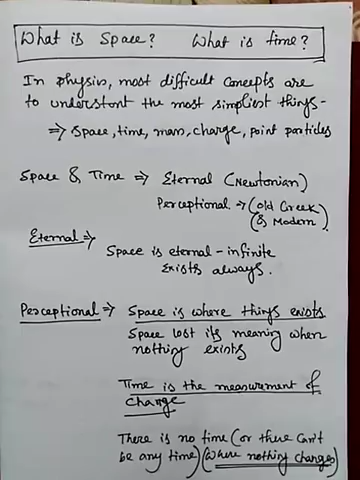 What is Space? What is time?
In physics, most difficult concepts are
to understant the most simpliest things-
⇒ Space, time, mass, charge, point particles
Space & Time ⇒ Eternal (Newtonian)
Perceptional → (Old Greek
& Modern)
Eternal ⇒
Space is eternal - infinite
exists always.
Perceptional ⇒ Space is where things exists
Space lost its meaning when
nothing exists
Time is the measurement of
change
There is no time (or there can't
be any time) (where nothing changes)